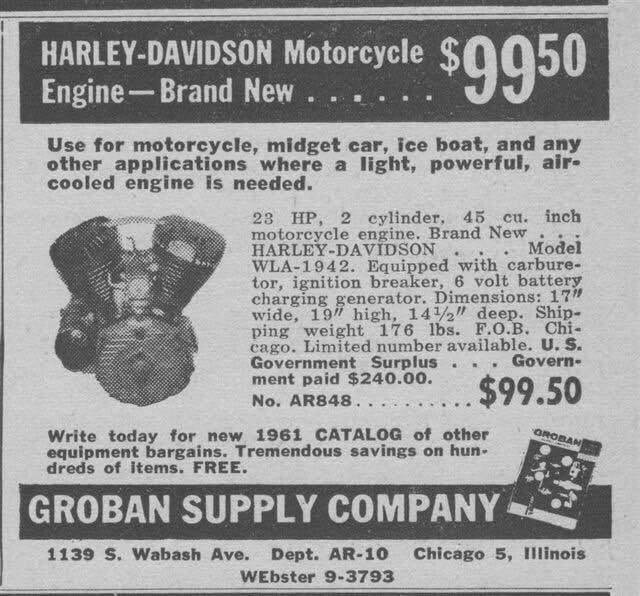 HARLEY-DAVIDSON Motorcycle $99⁵⁰
Engine—Brand New . . . . . .
Use for motorcycle, midget car, ice boat, and any
other applications where a light, powerful, air-
cooled engine is needed.
23 HP, 2 cylinder, 45 cu. inch
motorcycle engine. Brand New . . .
HARLEY-DAVIDSON . . . Model
WLA-1942. Equipped with carbure-
tor, ignition breaker, 6 volt battery
charging generator. Dimensions: 17"
wide, 19" high, 14½" deep. Ship-
ping weight 176 lbs. F.O.B. Chi-
cago. Limited number available. U. S.
Government Surplus . . . Govern-
ment paid $240.00.
No. AR848.......... $99.50
Write today for new 1961 CATALOG of other
equipment bargains. Tremendous savings on hun-
dreds of items. FREE.
GROBAN
GROBAN SUPPLY COMPANY
1139 S. Wabash Ave. Dept. AR-10 Chicago 5, Illinois
WEbster 9-3793